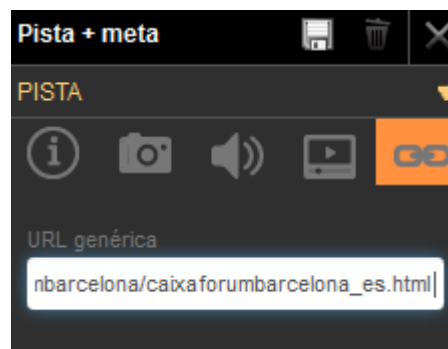 Pista + meta
PISTA
URL genérica
nbarcelona/caixaforumbarcelona_es.html